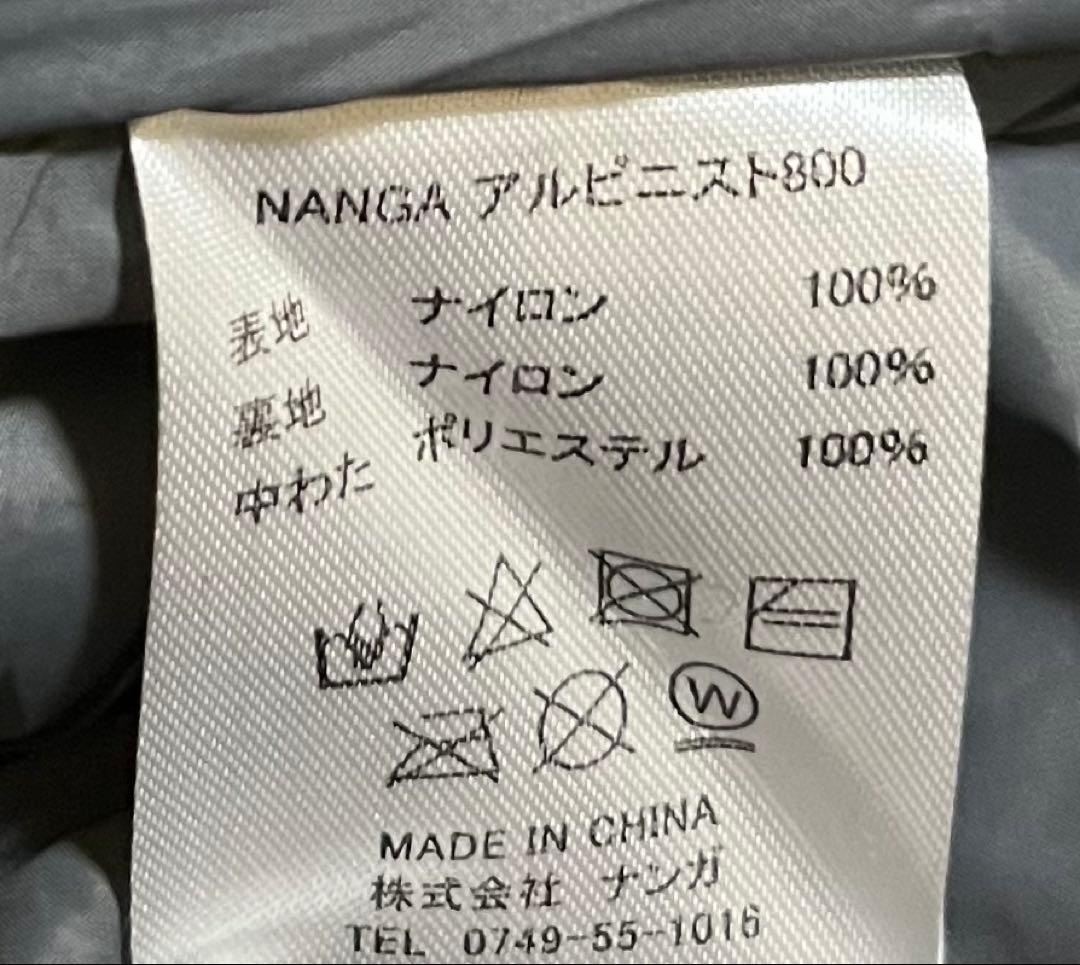 NANGA アルピニスト800
表地 ナイロン 100%
裏地 ナイロン 100%
中わた ポリエステル 100%
W
MADE IN CHINA
株式会社 ナンガ
TEL 0749-55-1016